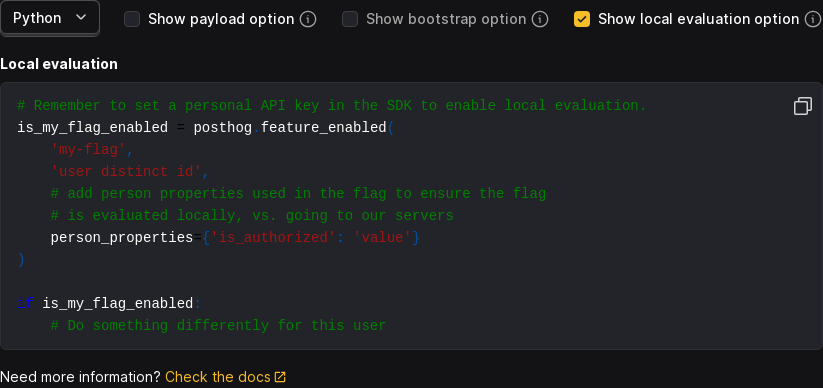 Python Show payload option Show bootstrap option Show local evaluation option
Local evaluation
# Remember to set a personal API key in the SDK to enable local evaluation.
is_my_flag_enabled = posthog.feature_enabled(
    'my-flag',
    'user distinct id',
    # add person properties used in the flag to ensure the flag
    # is evaluated locally, vs. going to our servers
    person_properties={'is_authorized': 'value'}
)
if is_my_flag_enabled:
    # Do something differently for this user
Need more information? Check the docs